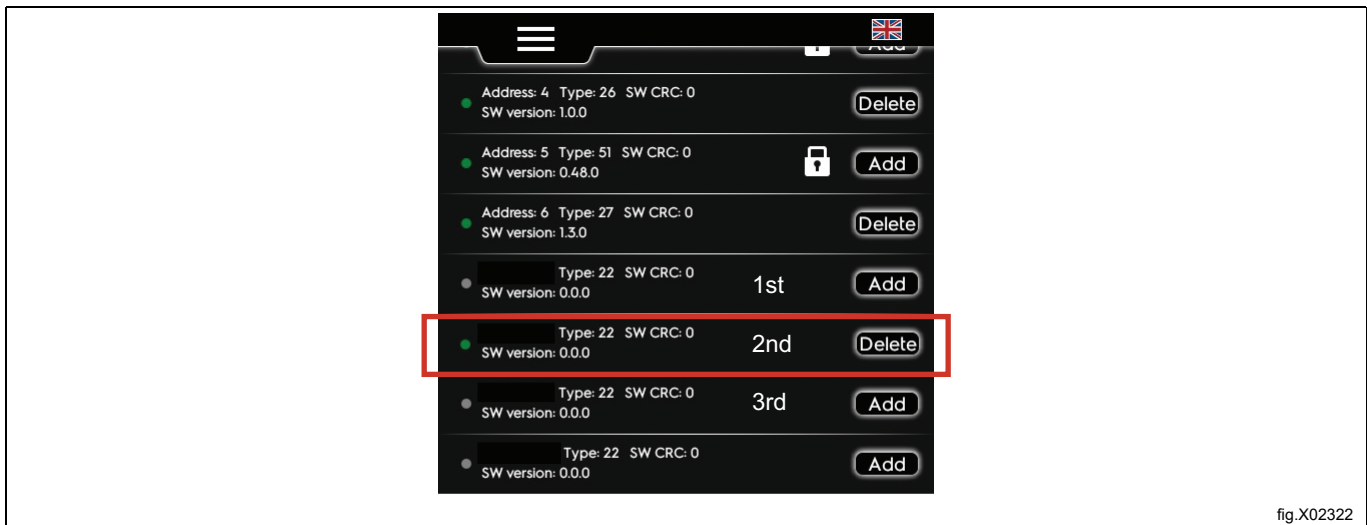 Add
Address: 4 Type: 26 SW CRC: 0
SW version: 1.0.0
Delete
Address: 5 Type: 51 SW CRC: 0
SW version: 0.48.0
Add
Address: 6 Type: 27 SW CRC: 0
SW version: 1.3.0
Delete
Type: 22 SW CRC: 0
SW version: 0.0.0
1st
Add
Type: 22 SW CRC: 0
SW version: 0.0.0
2nd
Delete
Type: 22 SW CRC: 0
SW version: 0.0.0
3rd
Add
Type: 22 SW CRC: 0
SW version: 0.0.0
Add
fig.X02322